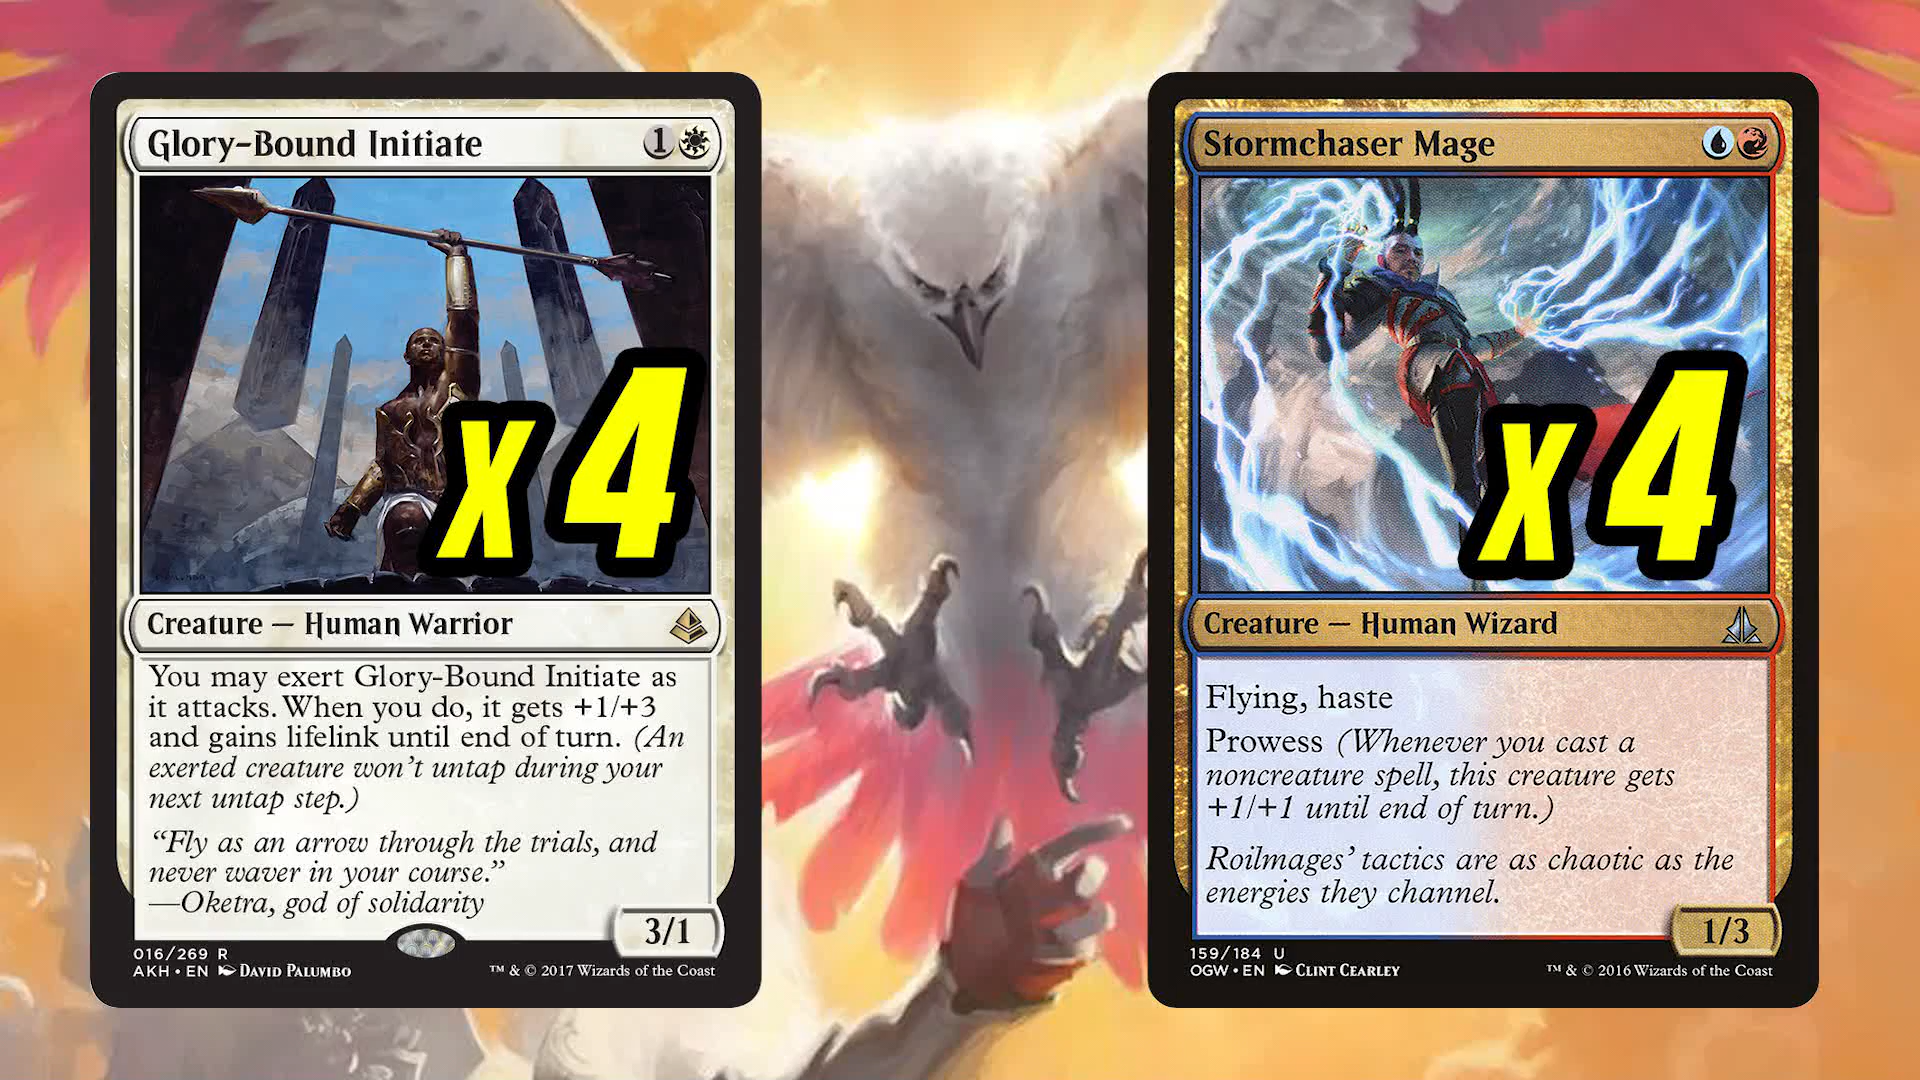 Glory-Bound Initiate
1
x4
Creature — Human Warrior
You may exert Glory-Bound Initiate as
it attacks. When you do, it gets +1/+3
and gains lifelink until end of turn. (An
exerted creature won't untap during your
next untap step.)
"Fly as an arrow through the trials, and
never waver in your course."
—Oketra, god of solidarity
3/1
016/269 R
AKH • EN DAVID PALUMBO
™ & © 2017 Wizards of the Coast
Stormchaser Mage
x4
Creature — Human Wizard
Flying, haste
Prowess (Whenever you cast a
noncreature spell, this creature gets
+1/+1 until end of turn.)
Roilmages' tactics are as chaotic as the
energies they channel.
1/3
159/184 U
OGW • EN CLINT CEARLEY
™ & © 2016 Wizards of the Coast